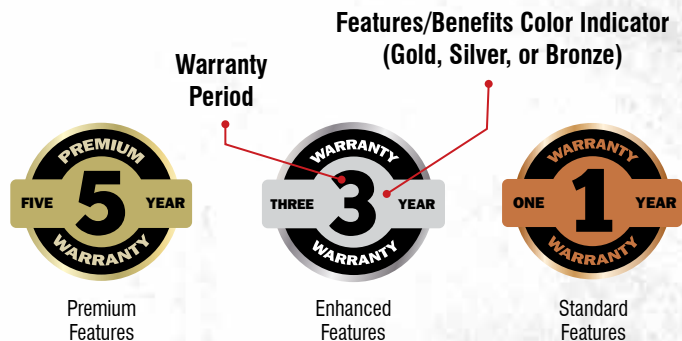 Features/Benefits Color Indicator
(Gold, Silver, or Bronze)
Warranty
Period
PREMIUM
FIVE 5 YEAR
WARRANTY
WARRANTY
THREE 3 YEAR
WARRANTY
WARRANTY
ONE 1 YEAR
WARRANTY
Premium
Features
Enhanced
Features
Standard
Features